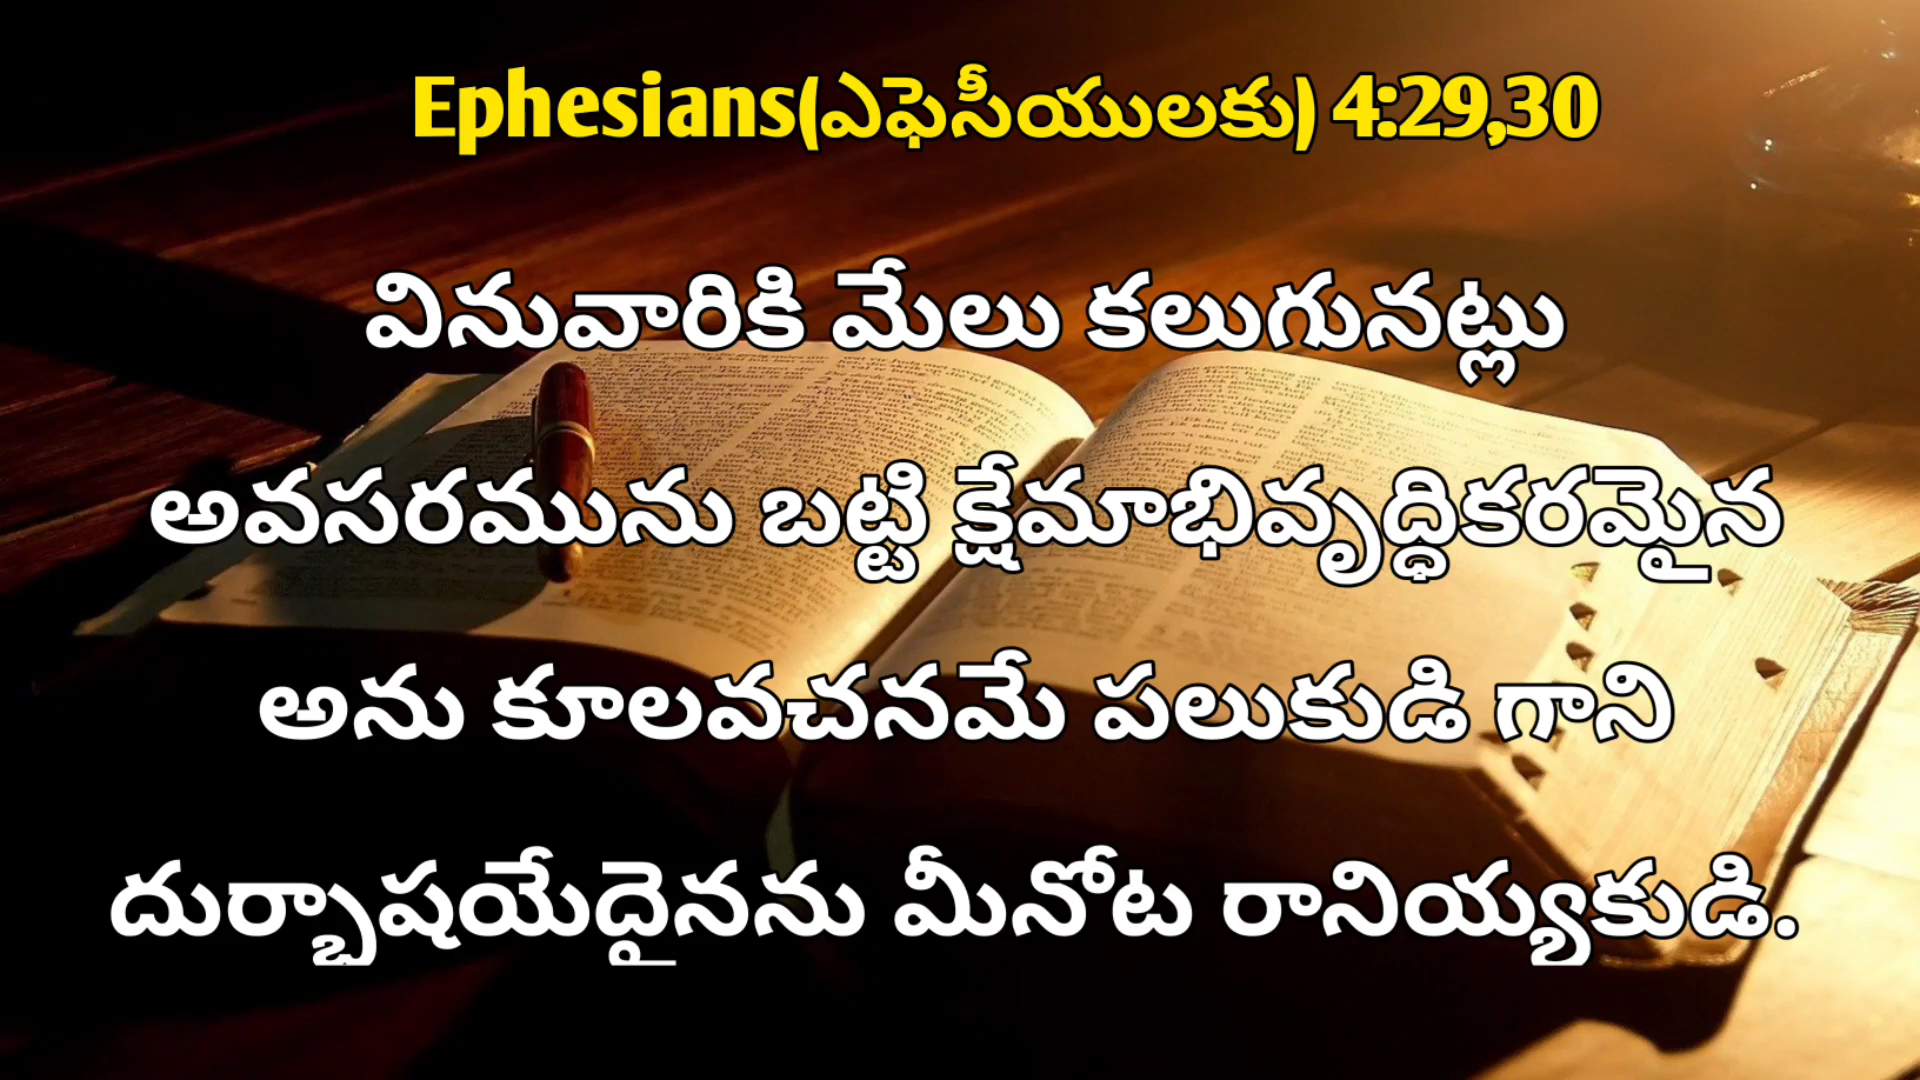 Ephesians(ఎఫెసీయులకు) 4:29,30
వినువారికి మేలు కలుగునట్లు
అవసరమును బట్టి క్షేమాభివృద్ధికరమైన
అను కూలవచనమే పలుకుడి గాని
దుర్భాషయేదైనను మీనోట రానియ్యకుడి.